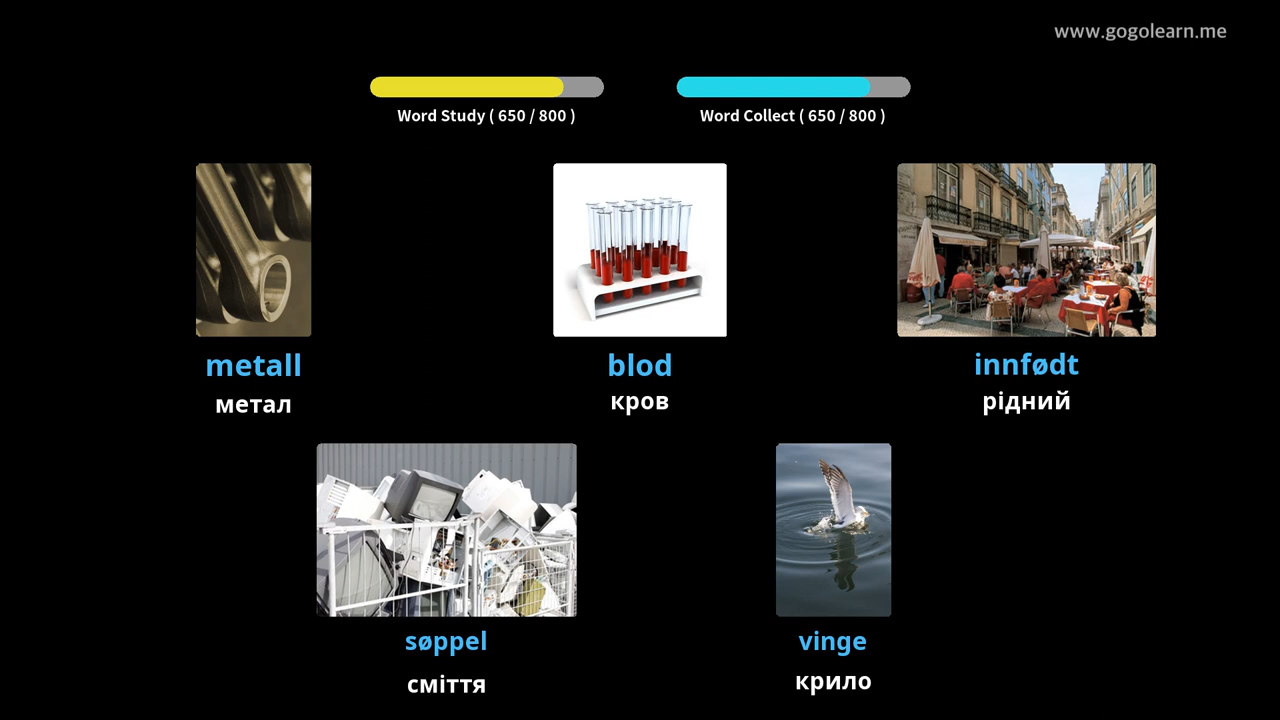 www.gogolearn.me
Word Study ( 650 / 800 )
Word Collect ( 650 / 800 )
metall
blod
innfødt
метал
кров
рідний
søppel
vinge
сміття
крило